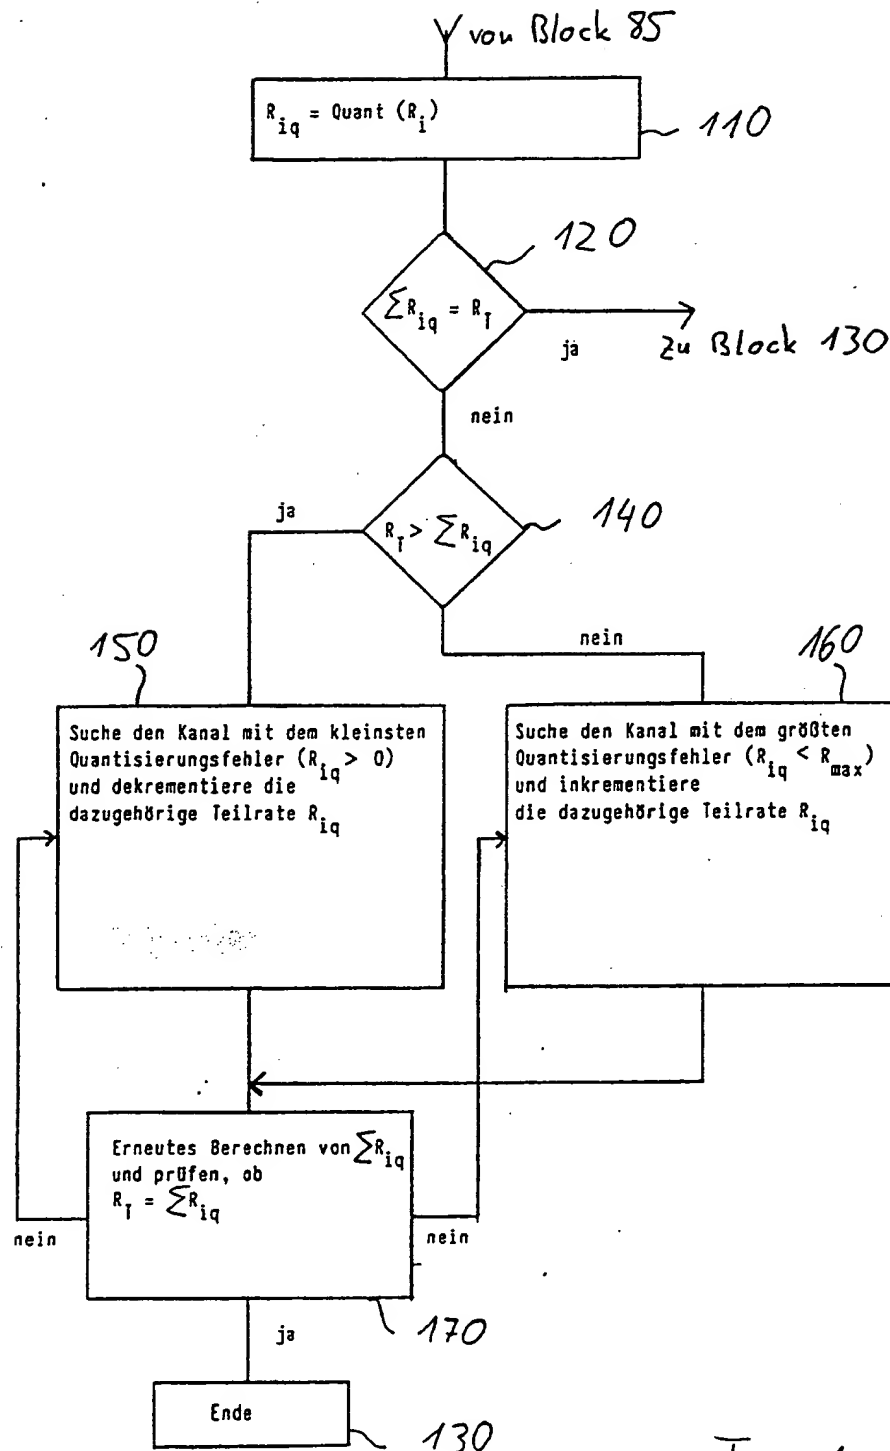 von Block 85
R_iq = Quant (R_i)
110
120
∑R_iq = R_T
ja
zu Block 130
nein
140
ja
R_T > ∑R_iq
nein
150
160
Suche den Kanal mit dem kleinsten
Quantisierungsfehler (R_iq > 0)
und dekrementiere die
dazugehörige Teilrate R_iq
Suche den Kanal mit dem größten
Quantisierungsfehler (R_iq < R_max)
und inkrementiere
die dazugehörige Teilrate R_iq
Erneutes Berechnen von ∑R_iq
und prüfen, ob
R_T = ∑R_iq
nein
nein
170
ja
Ende
130